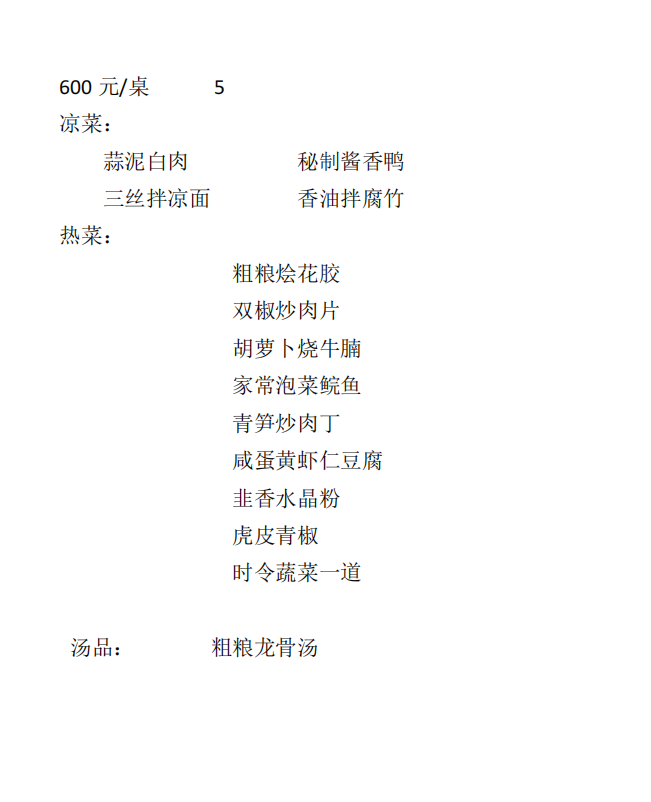 600 元/桌 5
凉菜：
蒜泥白肉 秘制酱香鸭
三丝拌凉面 香油拌腐竹
热菜：
粗粮烩花胶
双椒炒肉片
胡萝卜烧牛腩
家常泡菜鲩鱼
青笋炒肉丁
咸蛋黄虾仁豆腐
韭香水晶粉
虎皮青椒
时令蔬菜一道
汤品： 粗粮龙骨汤